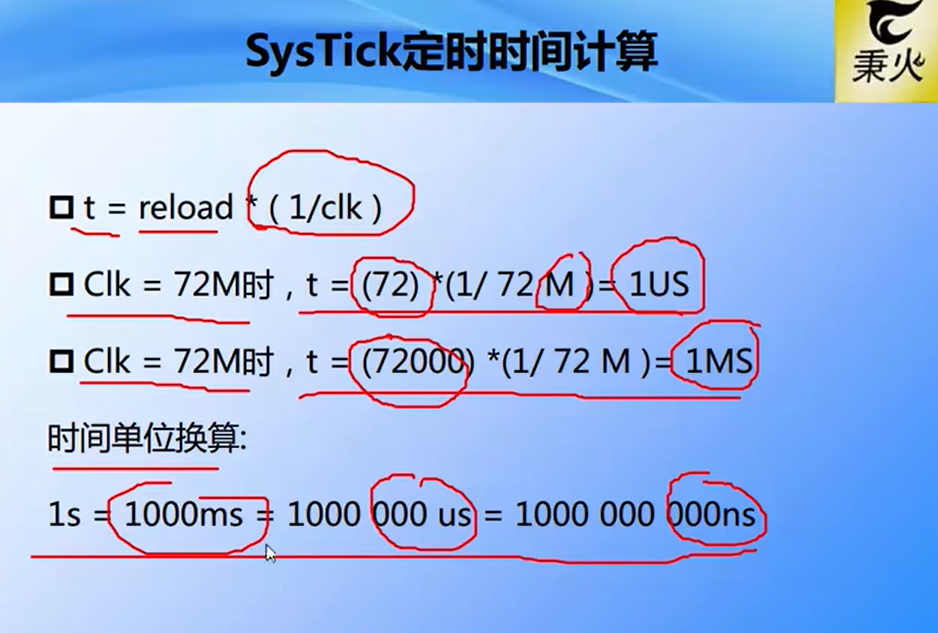 SysTick定时时间计算
秉火
t = reload * ( 1/clk )
Clk = 72M时 , t = (72) *(1/ 72 M )= 1US
Clk = 72M时 , t = (72000) *(1/ 72 M )= 1MS
时间单位换算:
1s = 1000ms = 1000 000 us = 1000 000 000ns